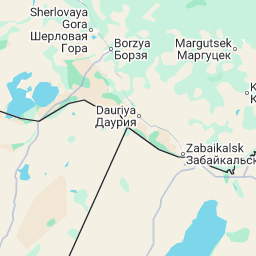 Sherlovaya
Gora
Шерловая
Гора
Borzya
Борзя
Margutsek
Маргуцек
Dauriya
Даурия
Zabaikalsk
Забайкальск